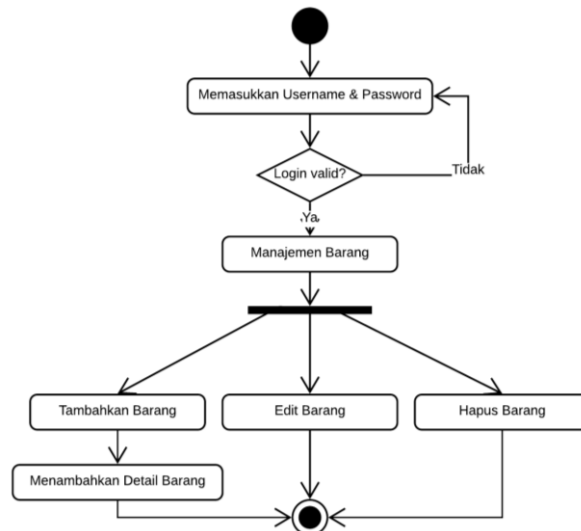 Memasukkan Username & Password
Login valid?
Tidak
Ya
Manajemen Barang
Tambahkan Barang
Edit Barang
Hapus Barang
Menambahkan Detail Barang